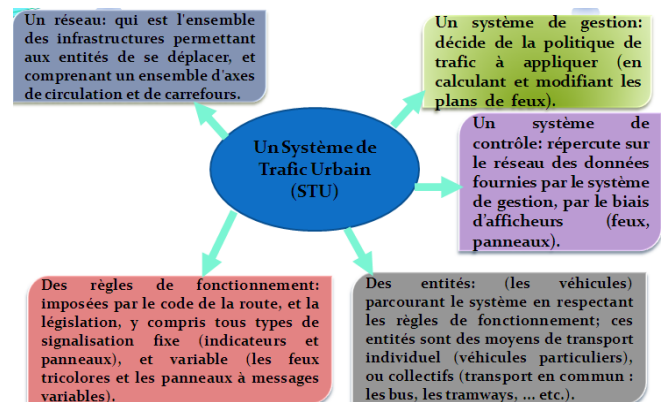 Un réseau: qui est l'ensemble
des infrastructures permettant
aux entités de se déplacer, et
comprenant un ensemble d'axes
de circulation et de carrefours.
Un système de gestion:
décide de la politique de
trafic à appliquer (en
calculant et modifiant les
plans de feux).
Un Système de
Trafic Urbain
(STU)
Un système de
contrôle: répercute sur
le réseau des données
fournies par le système
de gestion, par le biais
d'afficheurs (feux,
panneaux).
Des règles de fonctionnement:
imposées par le code de la route, et la
législation, y compris tous types de
signalisation fixe (indicateurs et
panneaux), et variable (les feux
tricolores et les panneaux à messages
variables).
Des entités: (les véhicules)
parcourant le système en respectant
les règles de fonctionnement; ces
entités sont des moyens de transport
individuel (véhicules particuliers),
ou collectifs (transport en commun :
les bus, les tramways, ... etc.).